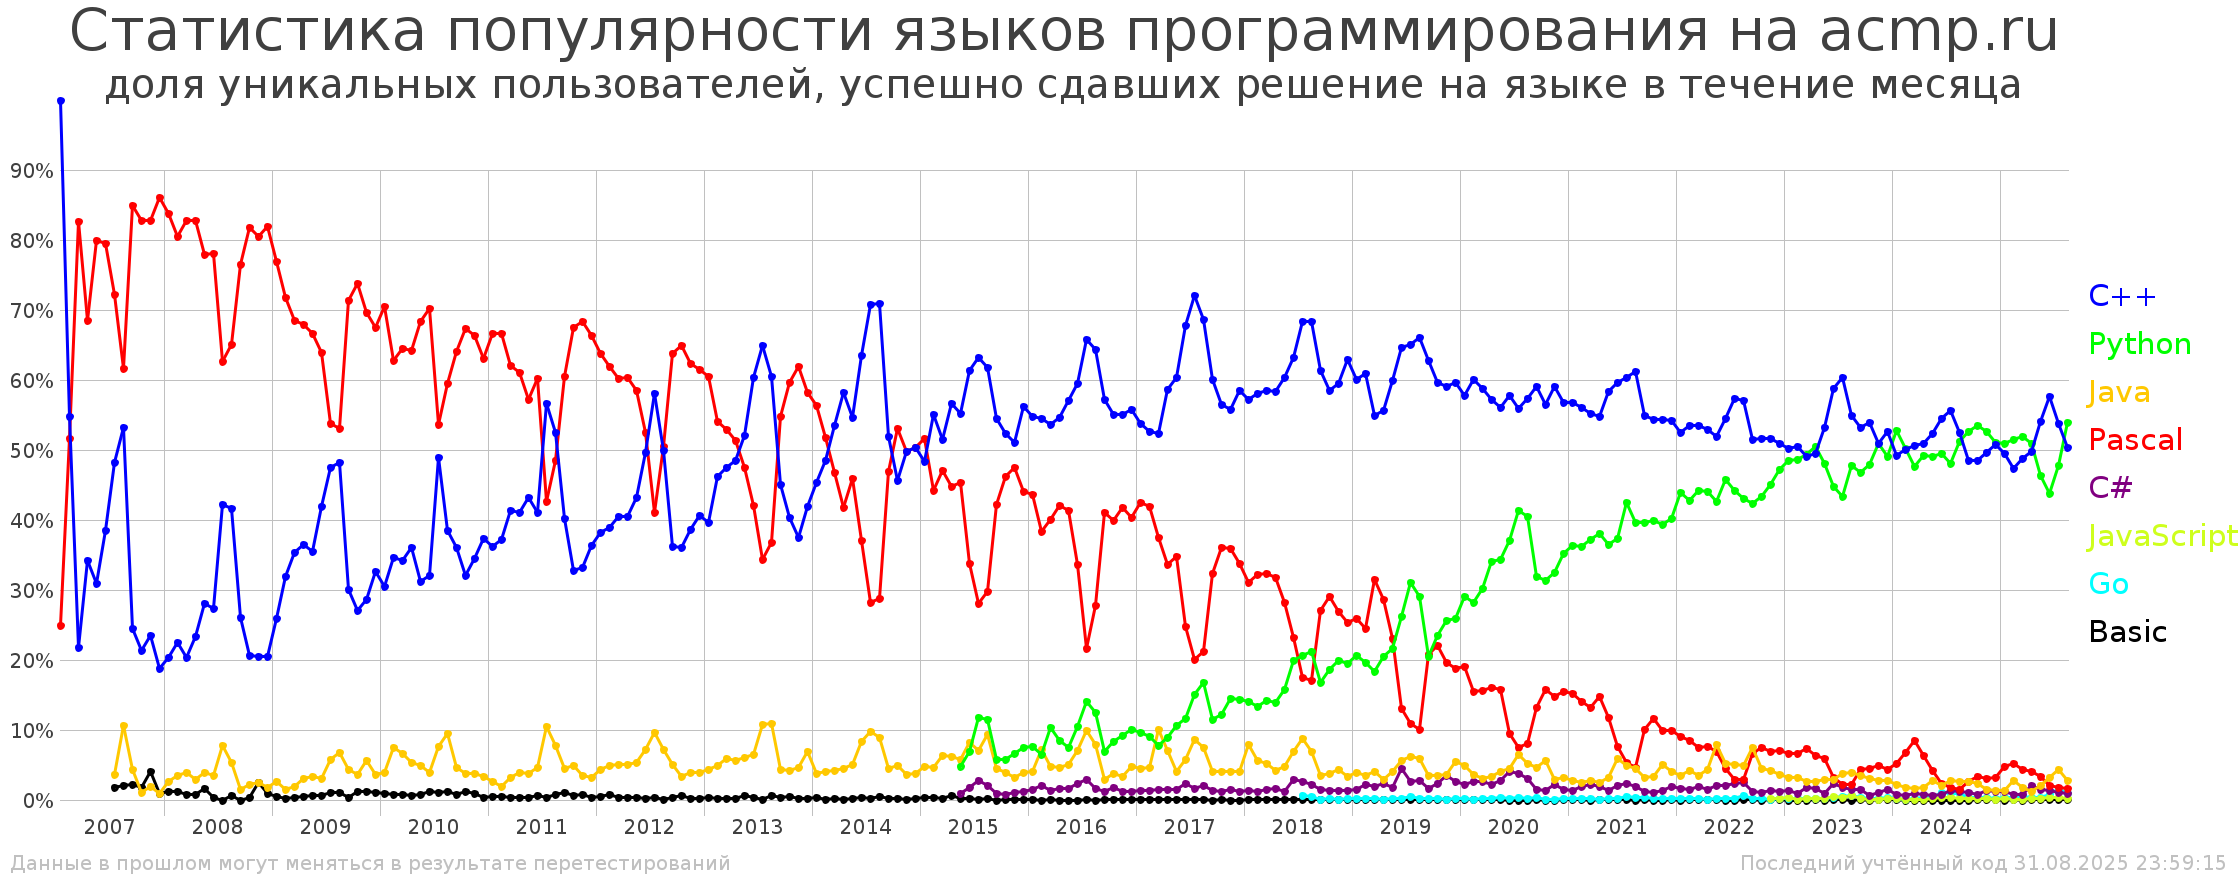 Статистика популярности языков программирования на acmp.ru
доля уникальных пользователей, успешно сдавших решение на языке в течение месяца
90%
80%
70%
60%
50%
40%
30%
20%
10%
0%
C++
Python
Java
Pascal
C#
JavaScript
Go
Basic
2007 2008 2009 2010 2011 2012 2013 2014 2015 2016 2017 2018 2019 2020 2021 2022 2023 2024
Данные в прошлом могут меняться в результате перетестирований
Последний учтённый код 31.08.2025 23:59:15